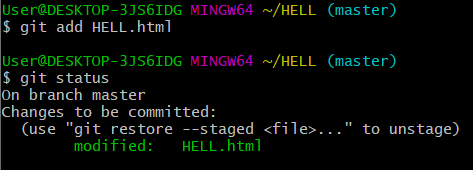 User@DESKTOP-3JS6IDG MINGW64 ~/HELL (master)
$ git add HELL.html
User@DESKTOP-3JS6IDG MINGW64 ~/HELL (master)
$ git status
On branch master
Changes to be committed:
  (use "git restore --staged <file>..." to unstage)
        modified:   HELL.html